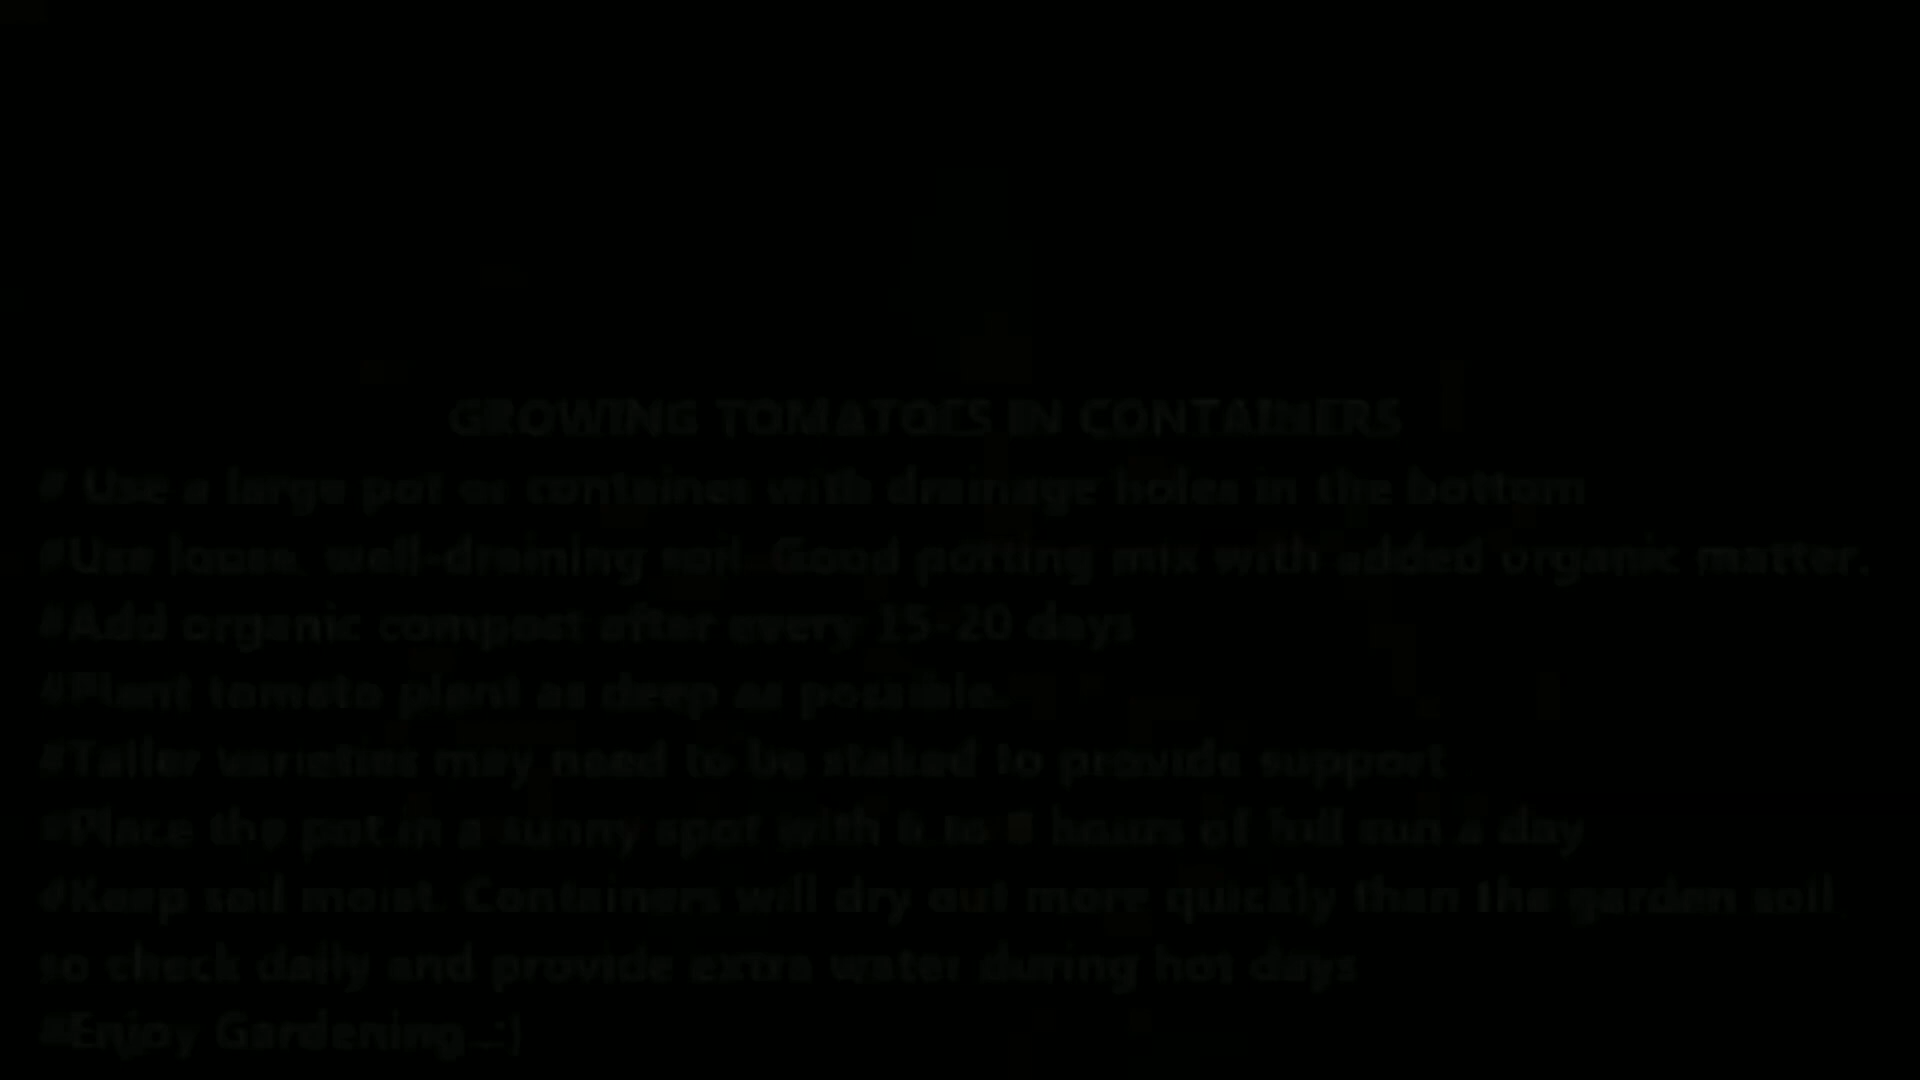 GROWING TOMATOES IN CONTAINERS
# Use a large pot or container with drainage holes in the bottom
#Use loose, well-draining soil. Good potting mix with added organic matter.
#Add organic compost after every 15-20 days
#Plant tomato plant as deep as possible.
#Taller varieties may need to be staked to provide support
#Place the pot in a sunny spot with 6 to 8 hours of full sun a day
#Keep soil moist. Containers will dry out more quickly than the garden soil
so check daily and provide extra water during hot days
#Enjoy Gardening..:)